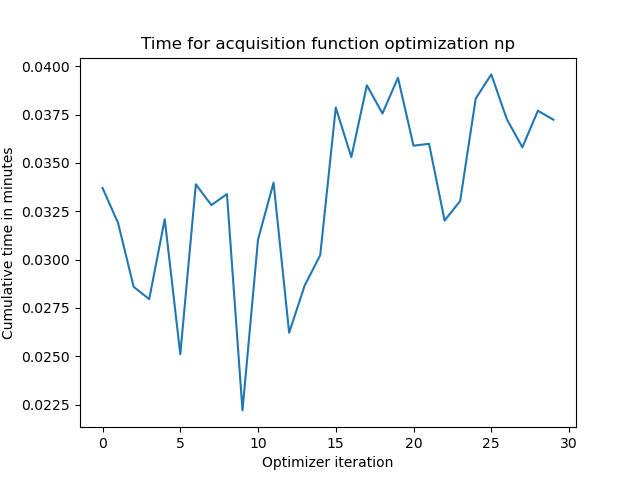 Time for acquisition function optimization np
0.0400
0.0375
0.0350
0.0325
0.0300
0.0275
0.0250
0.0225
Cumulative time in minutes
0 5 10 15 20 25 30
Optimizer iteration